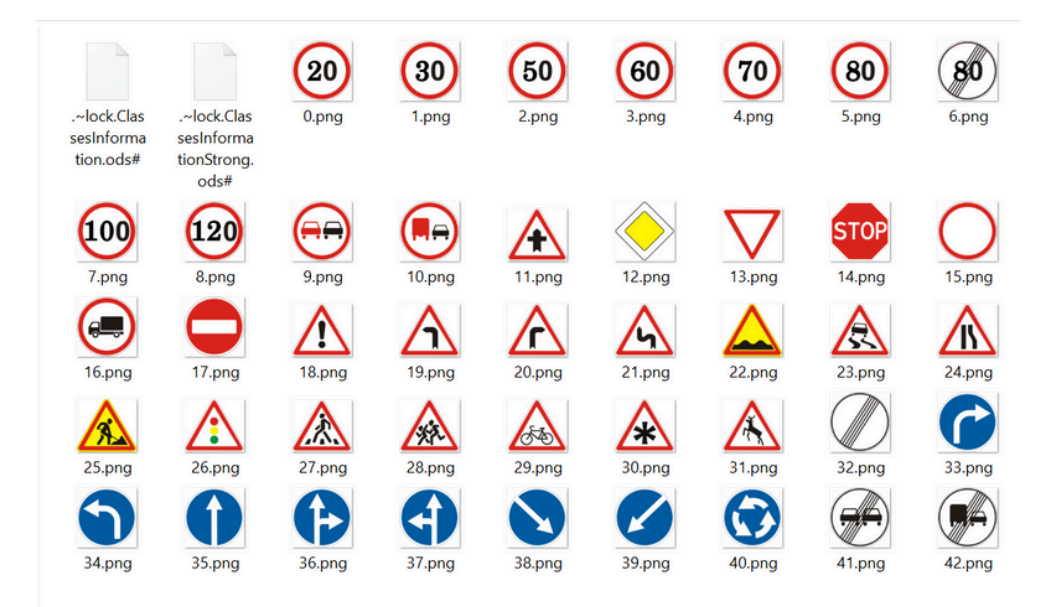 20
30
50
60
70
80
80
.~lock.Clas
sesInforma
tion.ods#
.~lock.Clas
sesInforma
tionStrong.
ods#
0.png
1.png
2.png
3.png
4.png
5.png
6.png
100
120
STOP
7.png
8.png
9.png
10.png
11.png
12.png
13.png
14.png
15.png
16.png
17.png
18.png
19.png
20.png
21.png
22.png
23.png
24.png
25.png
26.png
27.png
28.png
29.png
30.png
31.png
32.png
33.png
34.png
35.png
36.png
37.png
38.png
39.png
40.png
41.png
42.png